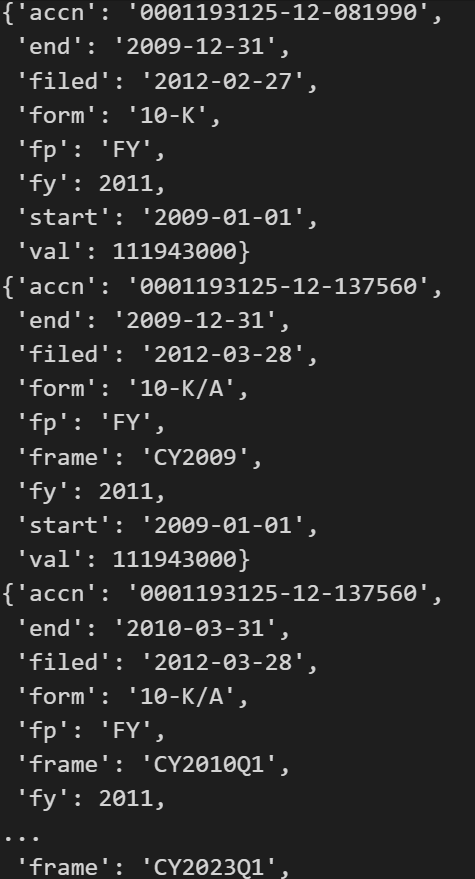 {'accn': '0001193125-12-081990',
 'end': '2009-12-31',
 'filed': '2012-02-27',
 'form': '10-K',
 'fp': 'FY',
 'fy': 2011,
 'start': '2009-01-01',
 'val': 111943000}
{'accn': '0001193125-12-137560',
 'end': '2009-12-31',
 'filed': '2012-03-28',
 'form': '10-K/A',
 'fp': 'FY',
 'frame': 'CY2009',
 'fy': 2011,
 'start': '2009-01-01',
 'val': 111943000}
{'accn': '0001193125-12-137560',
 'end': '2010-03-31',
 'filed': '2012-03-28',
 'form': '10-K/A',
 'fp': 'FY',
 'frame': 'CY2010Q1',
 'fy': 2011,
...
 'frame': 'CY2023Q1',